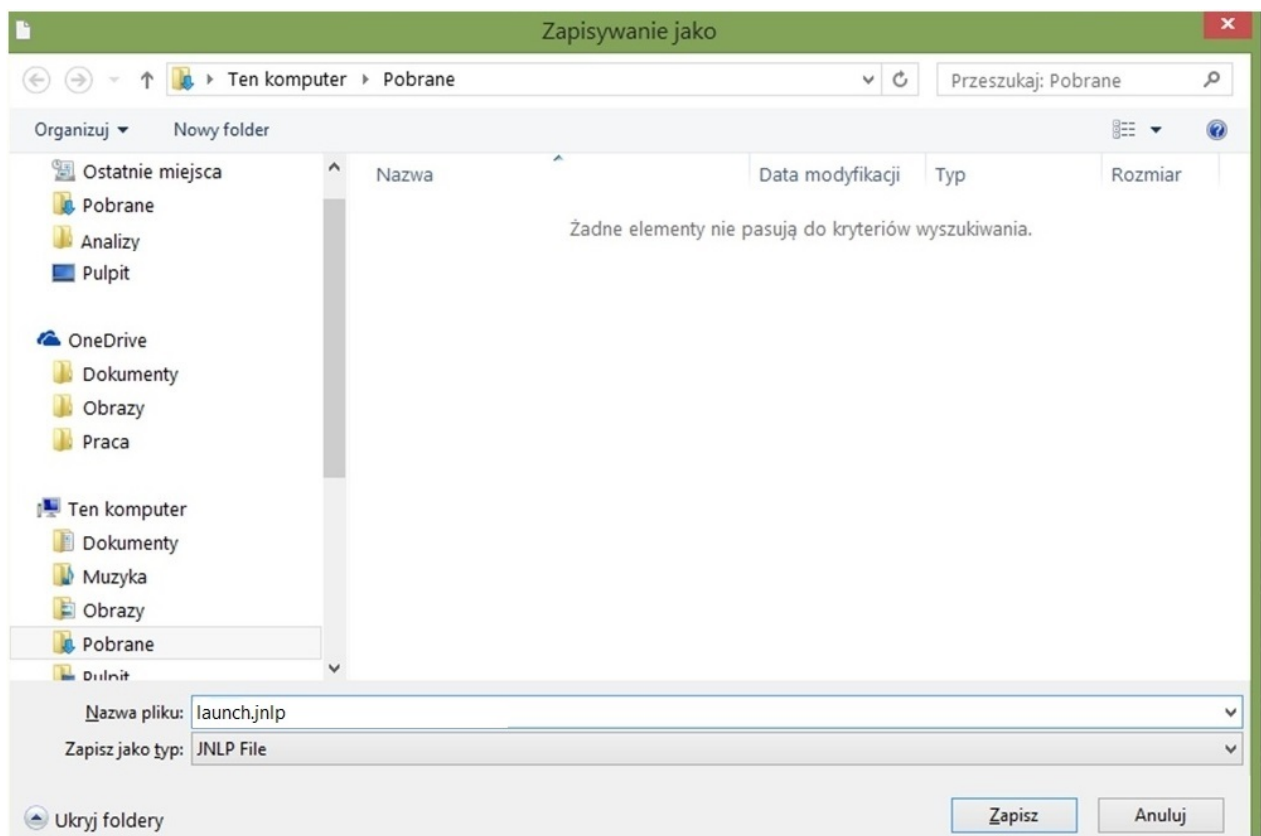 Zapisywanie jako
Ten komputer Pobrane Przeszukaj: Pobrane
Organizuj Nowy folder
Nazwa Data modyfikacji Typ Rozmiar
Żadne elementy nie pasują do kryteriów wyszukiwania.
Ostatnie miejsca
Pobrane
Analizy
Pulpit
OneDrive
Dokumenty
Obrazy
Praca
Ten komputer
Dokumenty
Muzyka
Obrazy
Pobrane
Pulpit
Nazwa pliku: launch.jnlp
Zapisz jako typ: JNLP File
Ukryj foldery Zapisz Anuluj